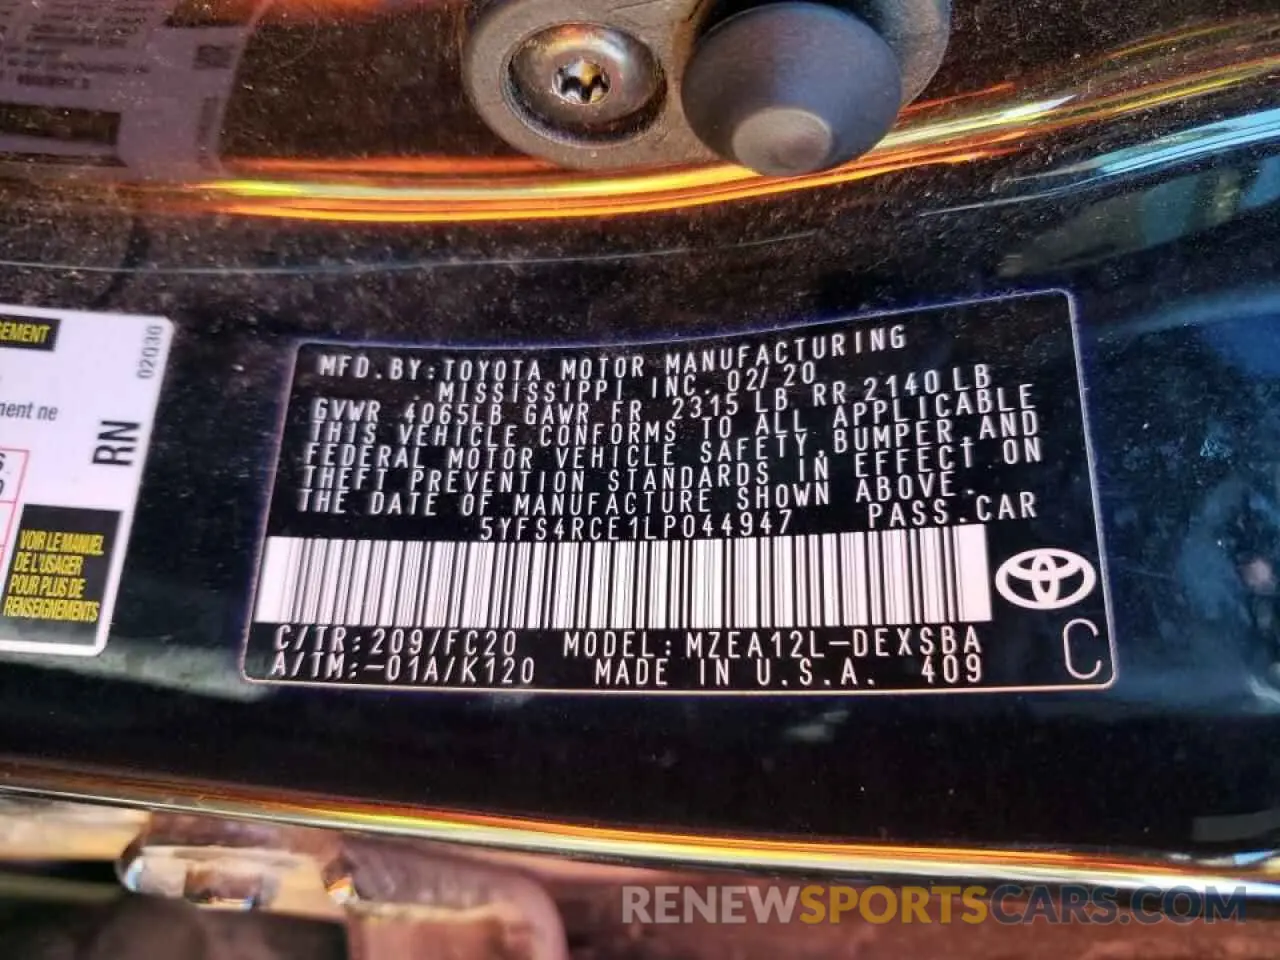 EMENT
02030
ment ne
RN
VOIR LE MANUEL
DE L'USAGER
POUR PLUS DE
RENSEIGNEMENTS
MFD.BY:TOYOTA MOTOR MANUFACTURING
MISSISSIPPI INC. 02/20
GVWR 4065LB GAWR FR 2315 LB RR 2140 LB
THIS VEHICLE CONFORMS TO ALL APPLICABLE
FEDERAL MOTOR VEHICLE SAFETY,BUMPER,AND
THEFT PREVENTION STANDARDS IN EFFECT ON
THE DATE OF MANUFACTURE SHOWN ABOVE.
5YFS4RCE1LP044947 PASS.CAR
C/TR:209/FC20 MODEL:MZEA12L-DEXSBA
A/TM:-01A/K120 MADE IN U.S.A. 409
C
RENEWSPORTSCARS.COM